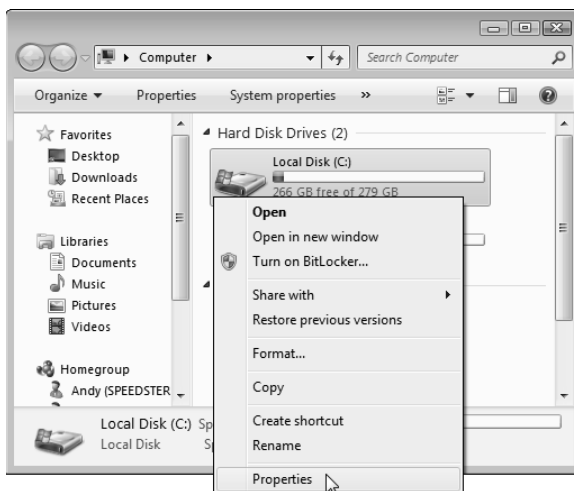 Computer
Search Computer
Organize
Properties
System properties
»
Favorites
Desktop
Downloads
Recent Places
Libraries
Documents
Music
Pictures
Videos
Homegroup
Andy (SPEEDSTER
Hard Disk Drives (2)
Local Disk (C:)
266 GB free of 279 GB
Open
Open in new window
Turn on BitLocker...
Share with
Restore previous versions
Format...
Copy
Create shortcut
Rename
Properties
Local Disk (C:) Sp
Local Disk